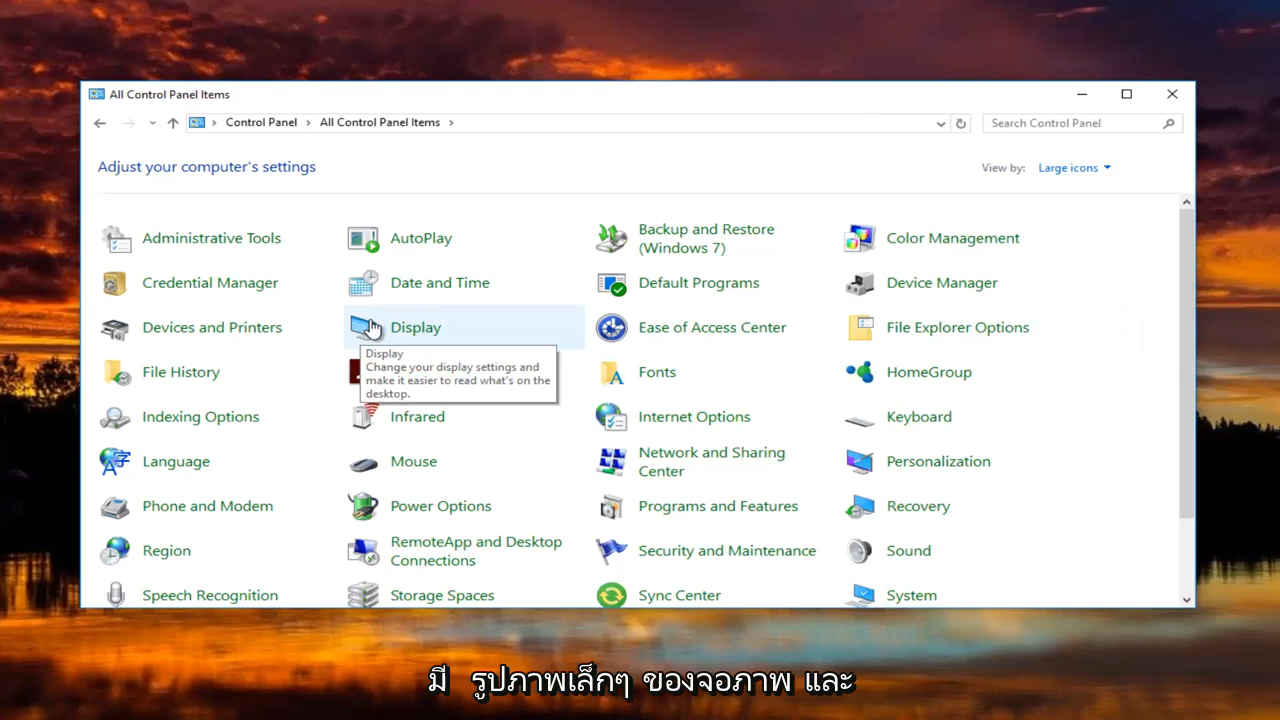 All Control Panel Items
Control Panel All Control Panel Items
Search Control Panel
Adjust your computer's settings
View by: Large icons
Administrative Tools
AutoPlay
Backup and Restore
(Windows 7)
Color Management
Credential Manager
Date and Time
Default Programs
Device Manager
Devices and Printers
Display
Ease of Access Center
File Explorer Options
Display
Change your display settings and
make it easier to read what's on the
desktop.
File History
Fonts
HomeGroup
Indexing Options
Infrared
Internet Options
Keyboard
Language
Mouse
Network and Sharing
Center
Personalization
Phone and Modem
Power Options
Programs and Features
Recovery
Region
RemoteApp and Desktop
Connections
Security and Maintenance
Sound
Speech Recognition
Storage Spaces
Sync Center
System
มี รูปภาพเล็กๆ ของจอภาพ และ